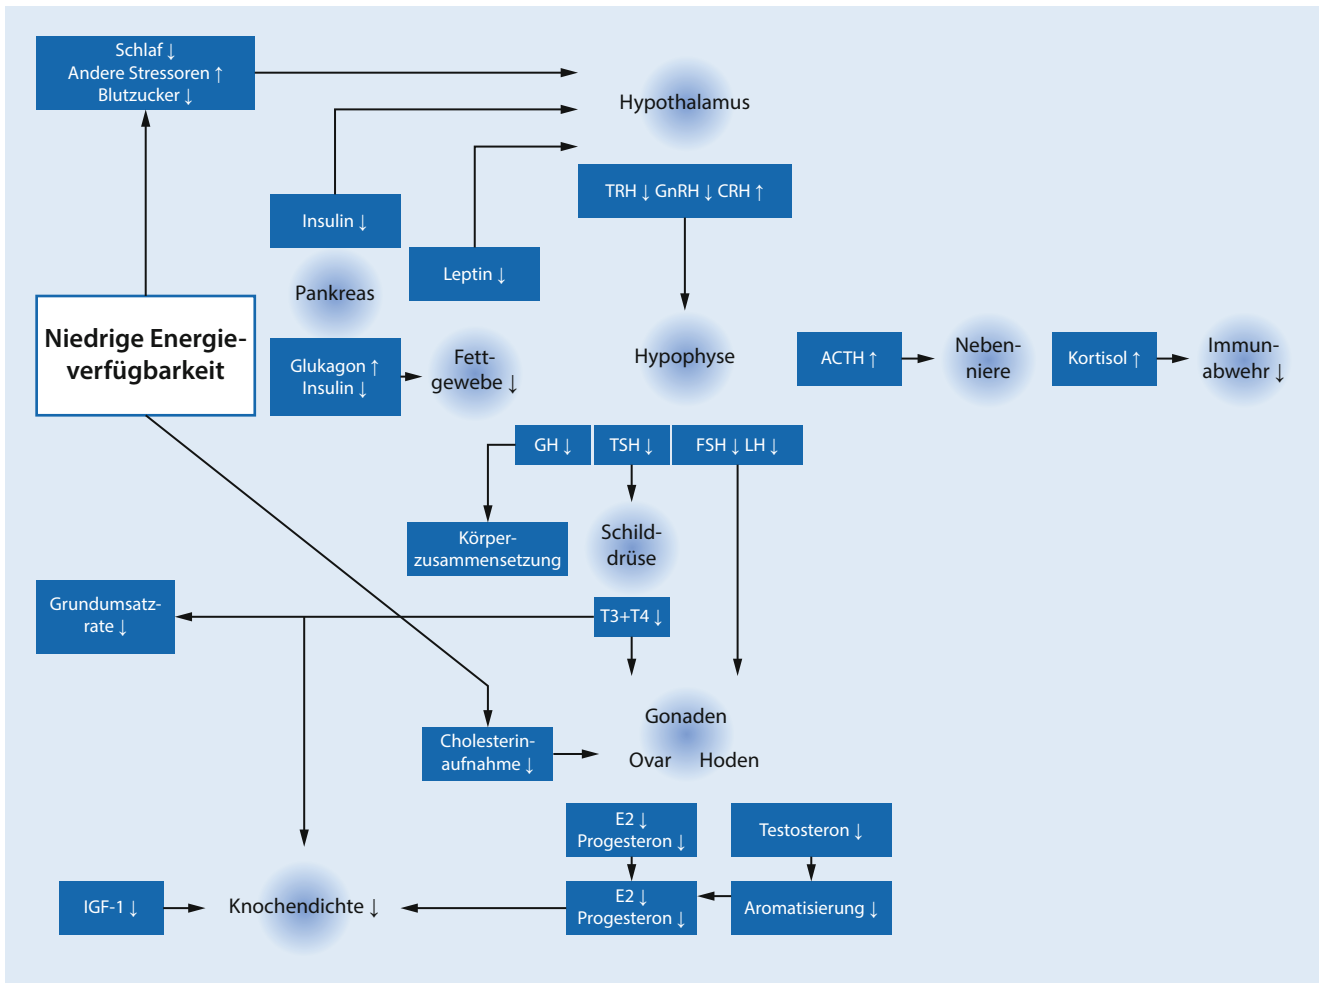 Schlaf ↓
Andere Stressoren ↑
Blutzucker ↓
Hypothalamus
TRH ↓ GnRH ↓ CRH ↑
Insulin ↓
Leptin ↓
Pankreas
Niedrige Energie-
verfügbarkeit
Glukagon ↑
Insulin ↓
Fett-
gewebe ↓
Hypophyse
ACTH ↑
Neben-
niere
Kortisol ↑
Immun-
abwehr ↓
GH ↓
TSH ↓
FSH ↓ LH ↓
Körper-
zusammensetzung
Schild-
drüse
Grundumsatz-
rate ↓
T3+T4 ↓
Gonaden
Ovar
Hoden
Cholesterin-
aufnahme ↓
E2 ↓
Progesteron ↓
Testosteron ↓
IGF-1 ↓
Knochendichte ↓
E2 ↓
Progesteron ↓
Aromatisierung ↓